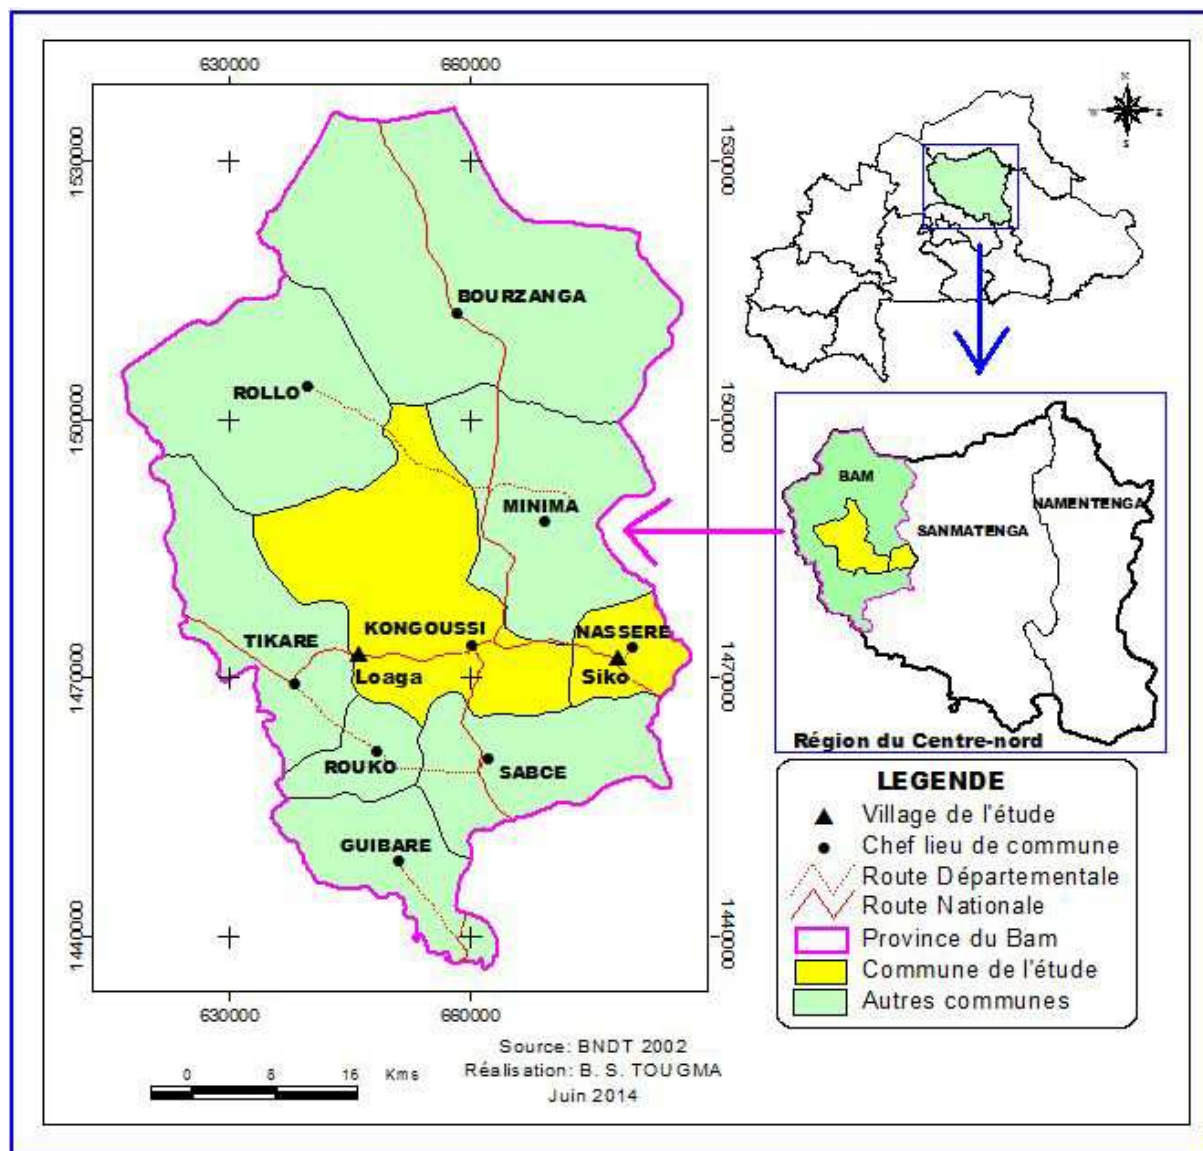 630000 660000
1530000
1530000
BOURZANGA
ROLLO
1500000
1500000
MINIMA
BAM
NAMENTENGA
SANMATENGA
KONGOUSSI
NASSERE
TIKARE
Loaga
Siko
1470000
1470000
Région du Centre-nord
ROUKO
SABCE
GUIBARE
1440000
1440000
630000 660000
LEGENDE
Village de l'étude
Chef lieu de commune
Route Départementale
Route Nationale
Province du Bam
Commune de l'étude
Autres communes
Source: BNDT 2002
Réalisation: B. S. TOUGMA
Juin 2014
0 8 16 Kms